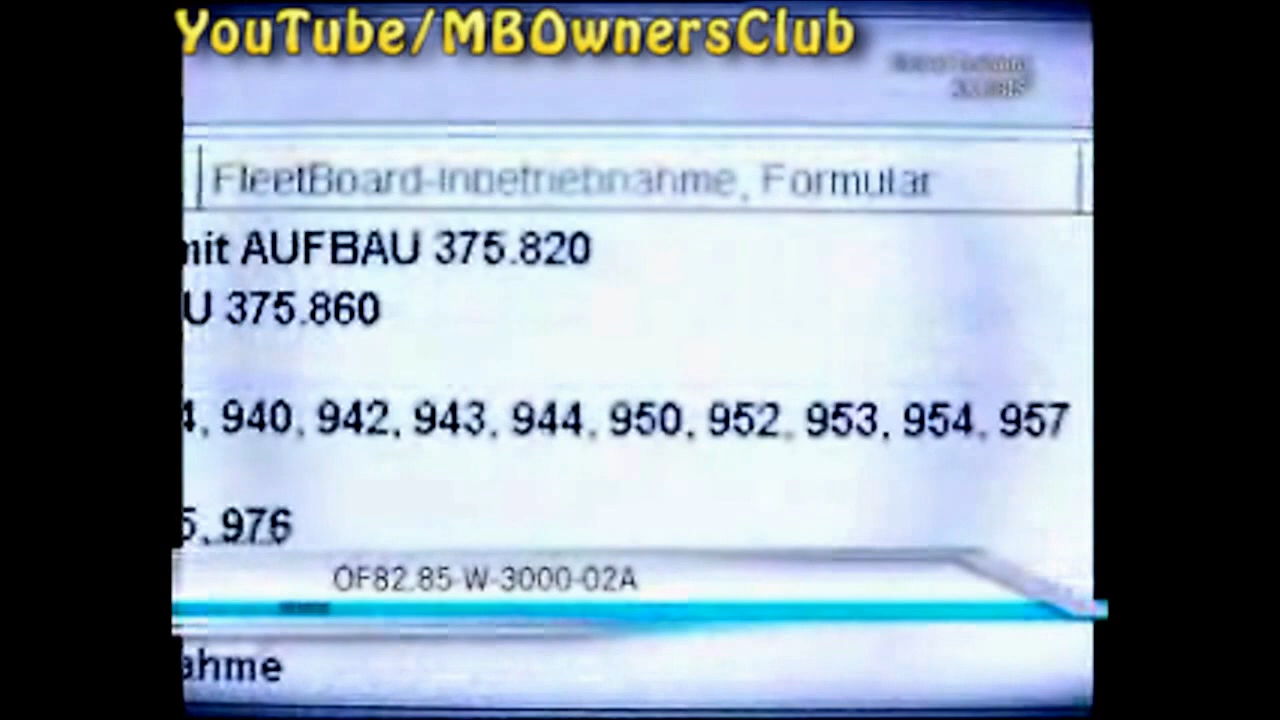 YouTube/MBOwnersClub
FleetBoard-Inbetriebnahme, Formular
mit AUFBAU 375.820
U 375.860
4, 940, 942, 943, 944, 950, 952, 953, 954, 957
5, 976
OF82.85-W-3000-02A
ahme